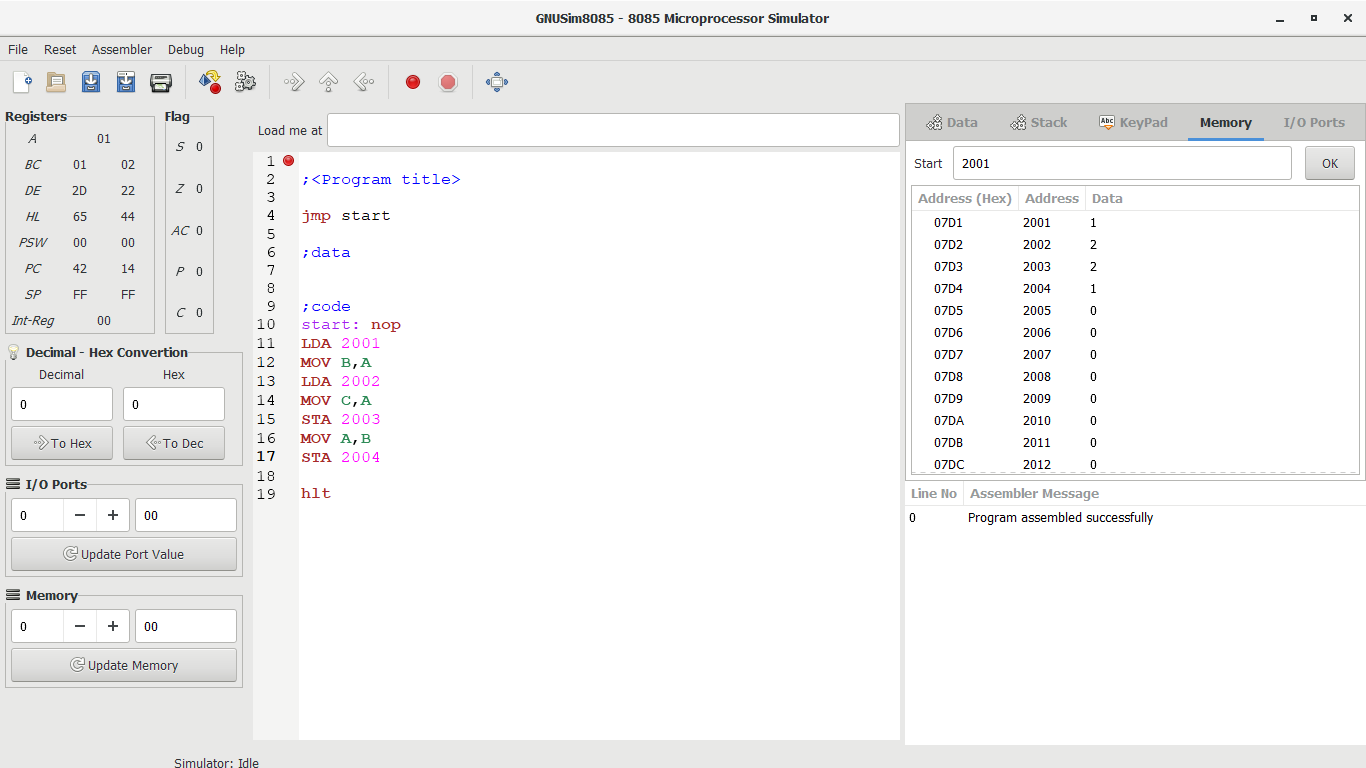 GNUSim8085 - 8085 Microprocessor Simulator
File Reset Assembler Debug Help
Registers
A 01
BC 01 02
DE 2D 22
HL 65 44
PSW 00 00
PC 42 14
SP FF FF
Int-Reg 00
Flag
S 0
Z 0
AC 0
P 0
C 0
Decimal - Hex Convertion
Decimal Hex
0 0
To Hex To Dec
I/O Ports
0 − + 00
Update Port Value
Memory
0 − + 00
Update Memory
Load me at
1
2 ;<Program title>
3
4 jmp start
5
6 ;data
7
8
9 ;code
10 start: nop
11 LDA 2001
12 MOV B,A
13 LDA 2002
14 MOV C,A
15 STA 2003
16 MOV A,B
17 STA 2004
18
19 hlt
Data Stack Abc KeyPad Memory I/O Ports
Start 2001 OK
Address (Hex) Address Data
07D1 2001 1
07D2 2002 2
07D3 2003 2
07D4 2004 1
07D5 2005 0
07D6 2006 0
07D7 2007 0
07D8 2008 0
07D9 2009 0
07DA 2010 0
07DB 2011 0
07DC 2012 0
Line No Assembler Message
0 Program assembled successfully
Simulator: Idle